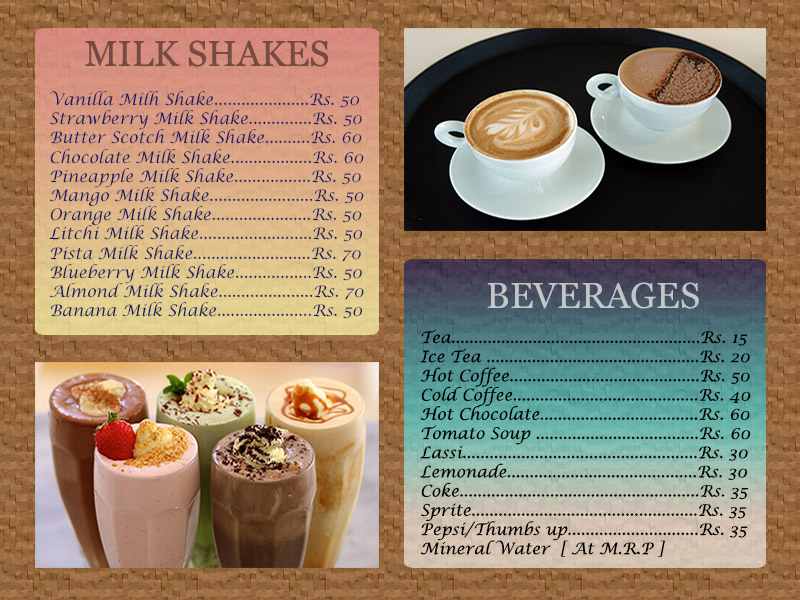 MILK SHAKES
Vanilla Milh Shake......................Rs. 50
Strawberry Milk Shake...............Rs. 50
Butter Scotch Milk Shake..........Rs. 60
Chocolate Milk Shake...................Rs. 60
Pineapple Milk Shake..................Rs. 50
Mango Milk Shake........................Rs. 50
Orange Milk Shake.......................Rs. 50
Litchi Milk Shake..........................Rs. 50
Pista Milk Shake...........................Rs. 70
Blueberry Milk Shake..................Rs. 50
Almond Milk Shake......................Rs. 70
Banana Milk Shake......................Rs. 50
BEVERAGES
Tea.........................................................Rs. 15
Ice Tea .................................................Rs. 20
Hot Coffee............................................Rs. 50
Cold Coffee...........................................Rs. 40
Hot Chocolate.....................................Rs. 60
Tomato Soup ......................................Rs. 60
Lassi......................................................Rs. 30
Lemonade............................................Rs. 30
Coke.......................................................Rs. 35
Sprite....................................................Rs. 35
Pepsi/Thumbs up..............................Rs. 35
Mineral Water [ At M.R.P ]